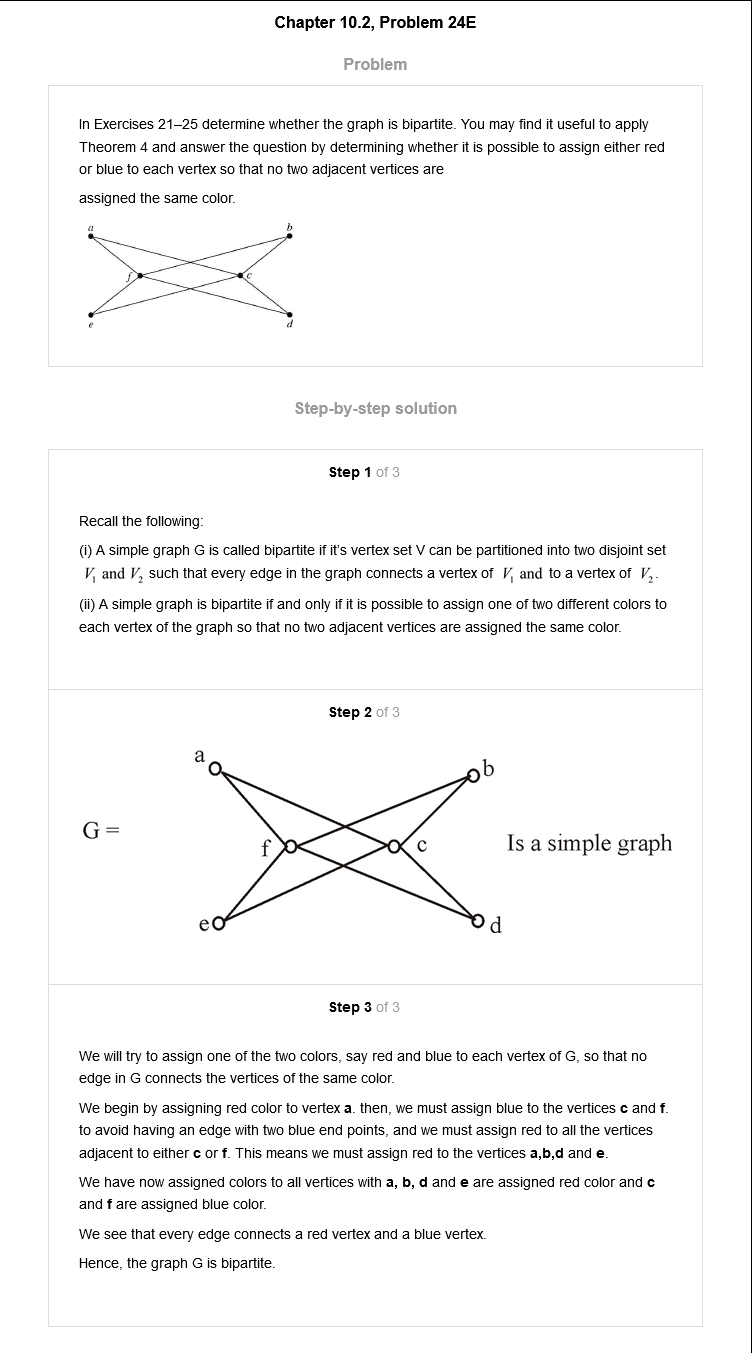 Chapter 10.2, Problem 24E
Problem
In Exercises 21–25 determine whether the graph is bipartite. You may find it useful to apply
Theorem 4 and answer the question by determining whether it is possible to assign either red
or blue to each vertex so that no two adjacent vertices are
assigned the same color.
a
b
f
c
e
d
Step-by-step solution
Step 1 of 3
Recall the following:
(i) A simple graph G is called bipartite if it's vertex set V can be partitioned into two disjoint set
V₁ and V₂ such that every edge in the graph connects a vertex of V₁ and to a vertex of V₂.
(ii) A simple graph is bipartite if and only if it is possible to assign one of two different colors to
each vertex of the graph so that no two adjacent vertices are assigned the same color.
Step 2 of 3
a
b
G =
f
c
Is a simple graph
e
d
Step 3 of 3
We will try to assign one of the two colors, say red and blue to each vertex of G, so that no
edge in G connects the vertices of the same color.
We begin by assigning red color to vertex a. then, we must assign blue to the vertices c and f.
to avoid having an edge with two blue end points, and we must assign red to all the vertices
adjacent to either c or f. This means we must assign red to the vertices a,b,d and e.
We have now assigned colors to all vertices with a, b, d and e are assigned red color and c
and f are assigned blue color.
We see that every edge connects a red vertex and a blue vertex.
Hence, the graph G is bipartite.